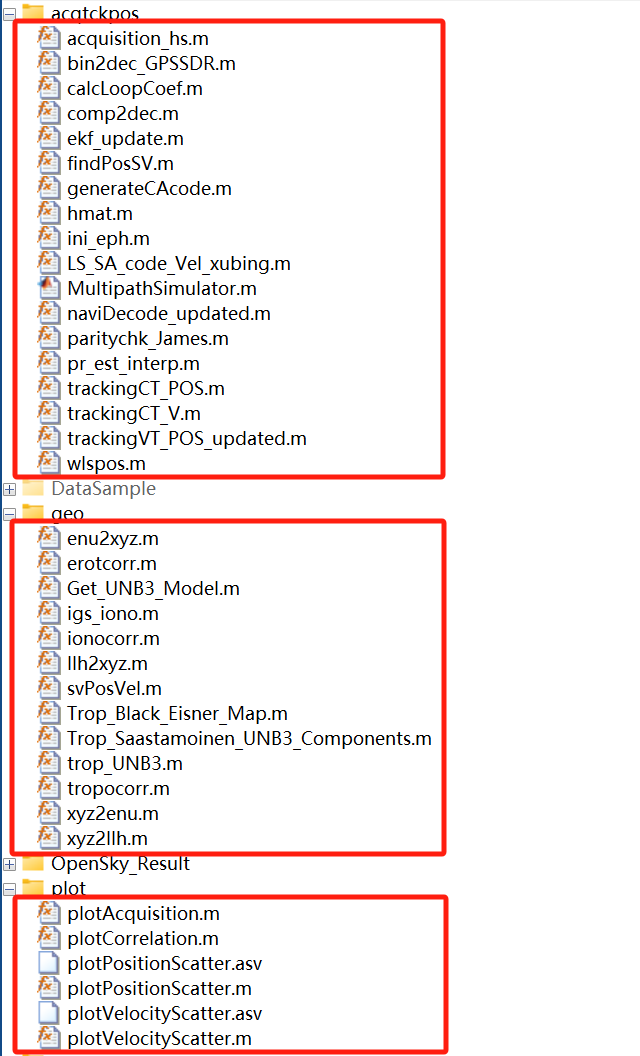 acqtckpos
acquisition_hs.m
bin2dec_GPSSDR.m
calcLoopCoef.m
comp2dec.m
ekf_update.m
findPosSV.m
generateCAcode.m
hmat.m
ini_eph.m
LS_SA_code_Vel_xubing.m
MultipathSimulator.m
naviDecode_updated.m
paritychk_James.m
pr_est_interp.m
trackingCT_POS.m
trackingCT_V.m
trackingVT_POS_updated.m
wlspos.m
DataSample
geo
enu2xyz.m
erotcorr.m
Get_UNB3_Model.m
igs_iono.m
ionocorr.m
llh2xyz.m
svPosVel.m
Trop_Black_Eisner_Map.m
Trop_Saastamoinen_UNB3_Components.m
trop_UNB3.m
tropocorr.m
xyz2enu.m
xyz2llh.m
OpenSky_Result
plot
plotAcquisition.m
plotCorrelation.m
plotPositionScatter.asv
plotPositionScatter.m
plotVelocityScatter.asv
plotVelocityScatter.m